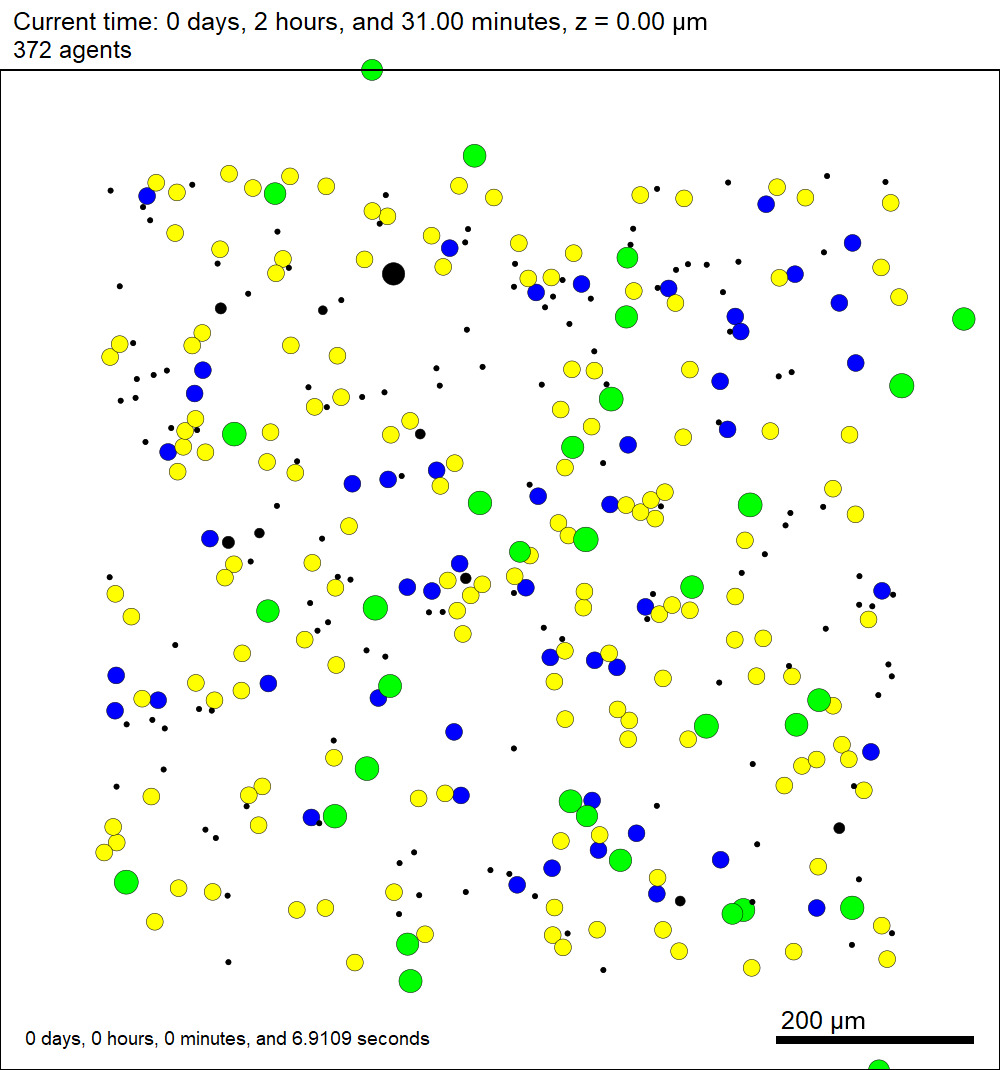 Current time: 0 days, 2 hours, and 31.00 minutes, z = 0.00 µm
372 agents
200 µm
0 days, 0 hours, 0 minutes, and 6.9109 seconds